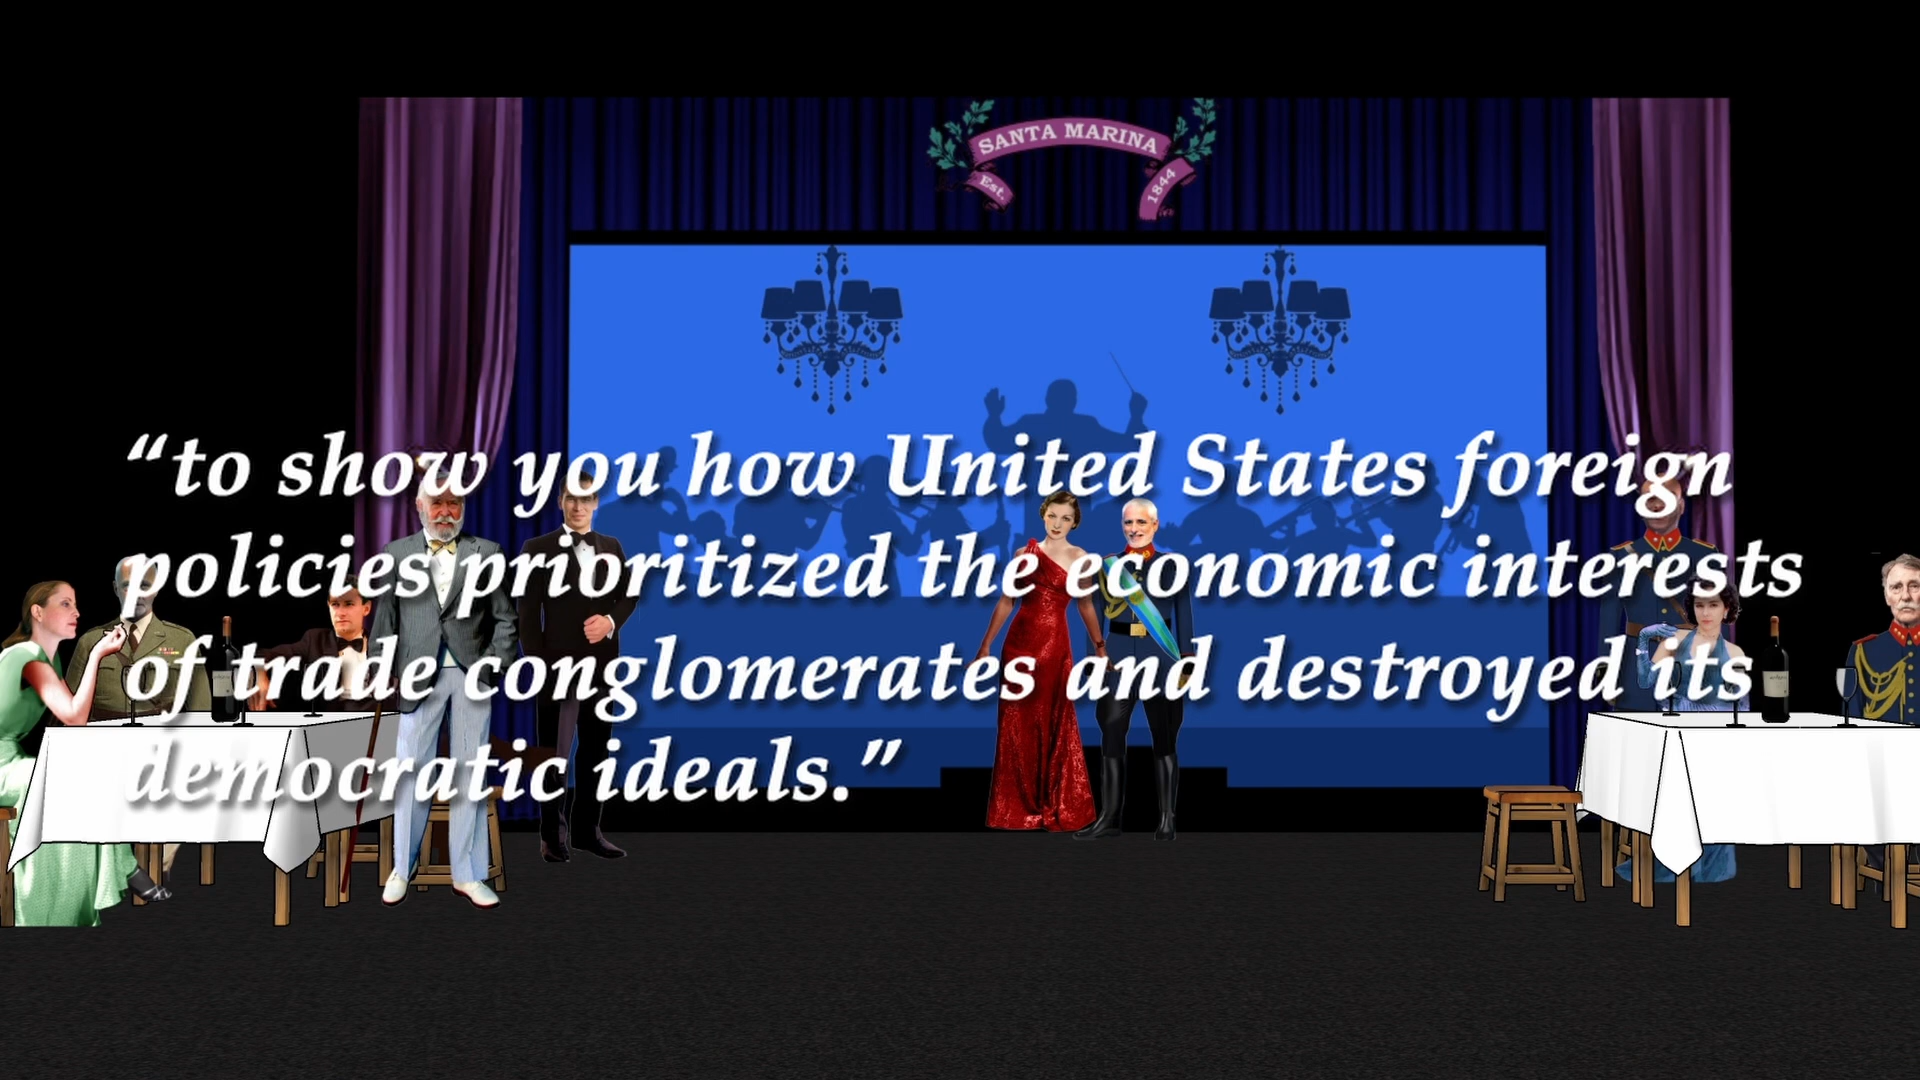 SANTA MARINA
Est. 1844
“to show you how United States foreign
policies prioritized the economic interests
of trade conglomerates and destroyed its
democratic ideals.”